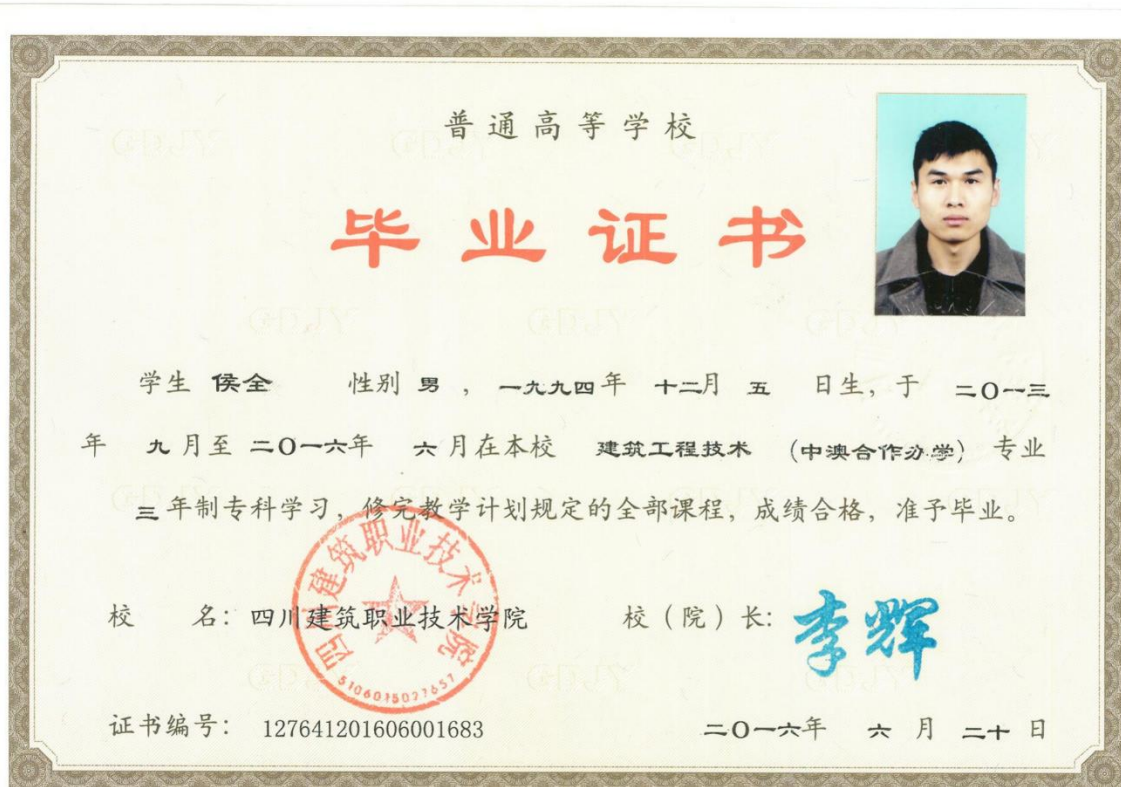 普通高等学校
毕业证书
学生 侯全 性别 男 ，一九九四年 十二月 五 日生，于 二〇一三
年 九月至二〇一六年 六月在本校 建筑工程技术 （中澳合作办学）专业
三年制专科学习，修完教学计划规定的全部课程，成绩合格，准予毕业。
四川建筑职业技术学院
校 名：四川建筑职业技术学院 校（院）长：李辉
5106015027657
证书编号：127641201606001683 二〇一六年 六 月 二十 日